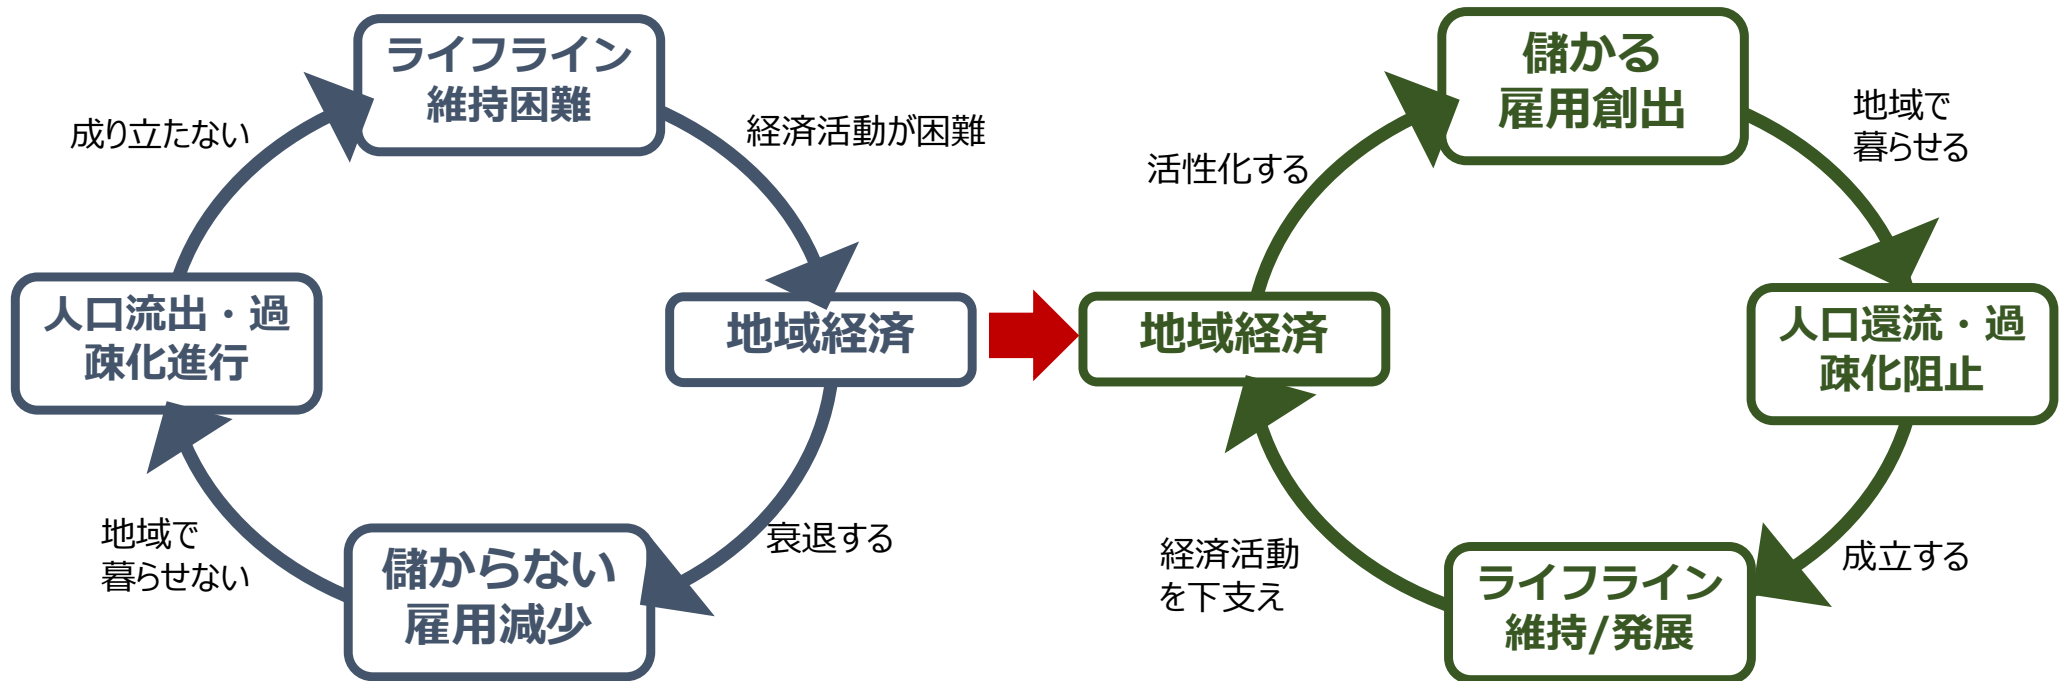 ライフライン
維持困難
成り立たない
経済活動が困難
人口流出・過
疎化進行
地域経済
地域で
暮らせない
儲からない
雇用減少
衰退する
儲かる
雇用創出
地域で
暮らせる
活性化する
地域経済
人口還流・過
疎化阻止
経済活動
を下支え
ライフライン
維持/発展
成立する